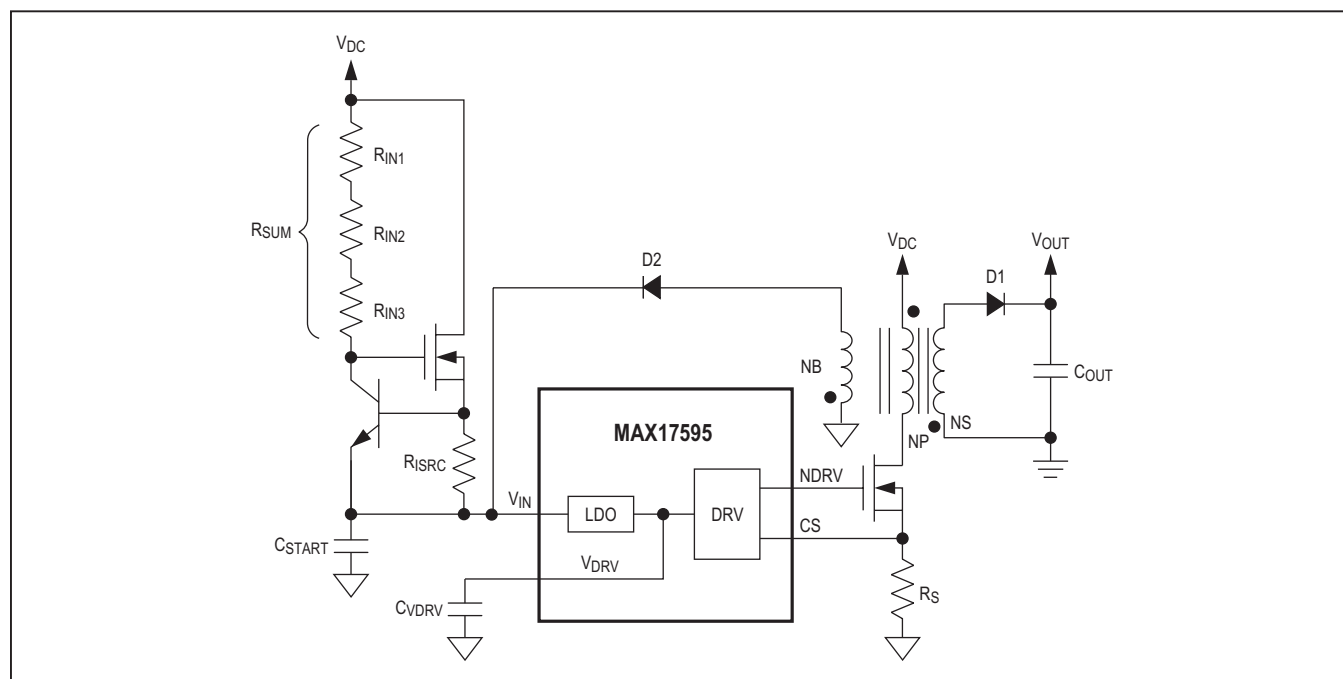 VDC
RIN1
RSUM
RIN2
RIN3
RISRC
CSTART
VIN
D2
NB
MAX17595
LDO
DRV
VDRV
CVDRV
NDRV
CS
VDC
NP
NS
D1
VOUT
COUT
RS